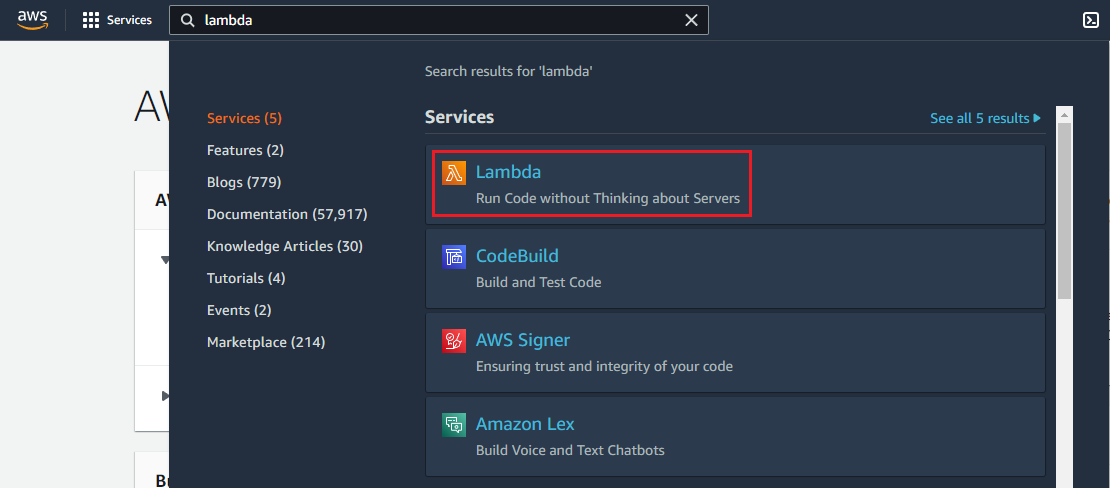 aws
Services
lambda
Search results for 'lambda'
Services (5)
Features (2)
Blogs (779)
Documentation (57,917)
Knowledge Articles (30)
Tutorials (4)
Events (2)
Marketplace (214)
Services
See all 5 results
Lambda
Run Code without Thinking about Servers
CodeBuild
Build and Test Code
AWS Signer
Ensuring trust and integrity of your code
Amazon Lex
Build Voice and Text Chatbots